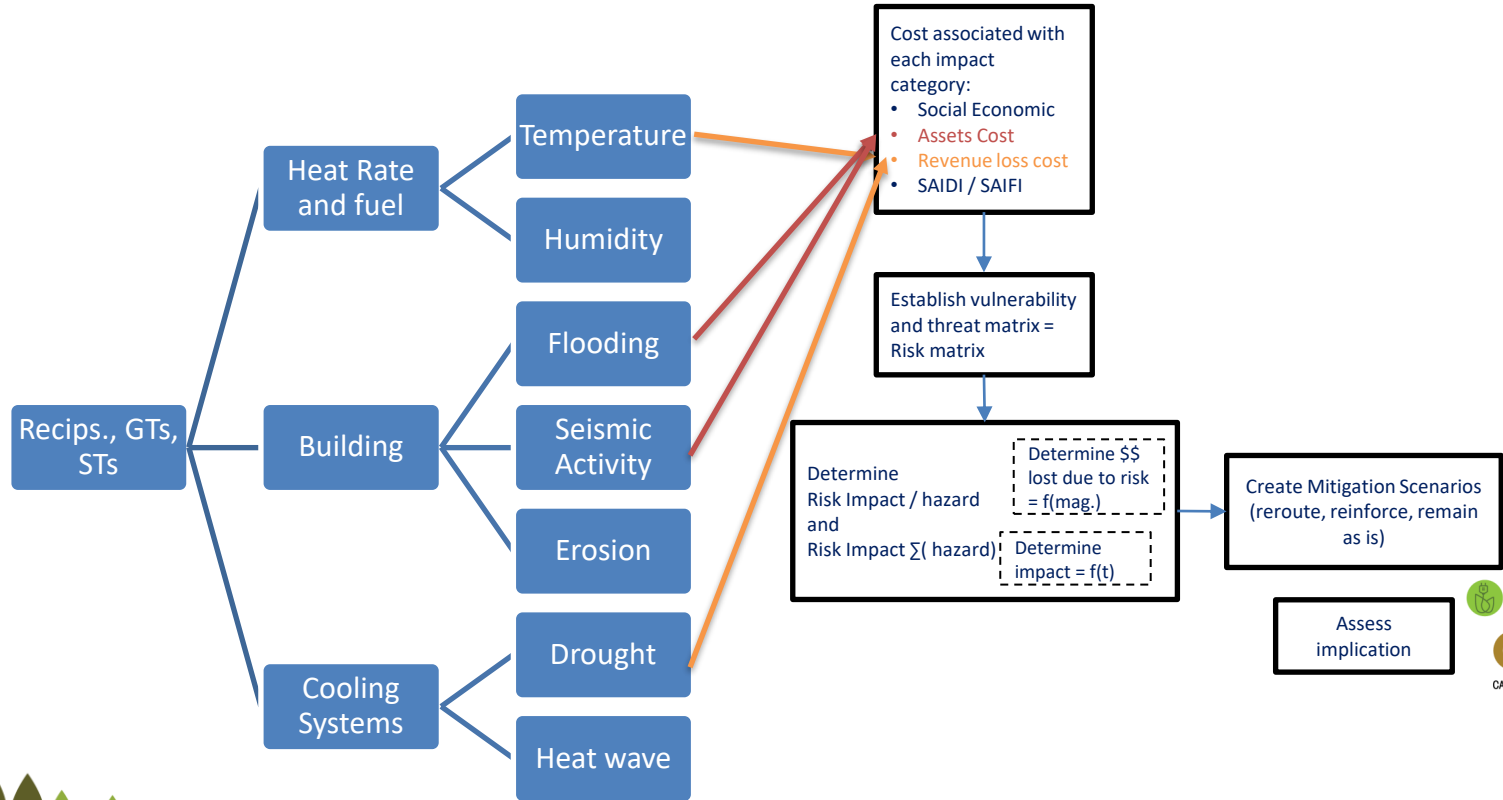 Recips., GTs,
STs
Heat Rate
and fuel
Building
Cooling
Systems
Temperature
Humidity
Flooding
Seismic
Activity
Erosion
Drought
Heat wave
Cost associated with
each impact
category:
• Social Economic
• Assets Cost
• Revenue loss cost
• SAIDI / SAIFI
Establish vulnerability
and threat matrix =
Risk matrix
Determine
Risk Impact / hazard
and
Risk Impact ∑( hazard)
Determine $$
lost due to risk
= f(mag.)
Determine
impact = f(t)
Create Mitigation Scenarios
(reroute, reinforce, remain
as is)
Assess
implication
CA